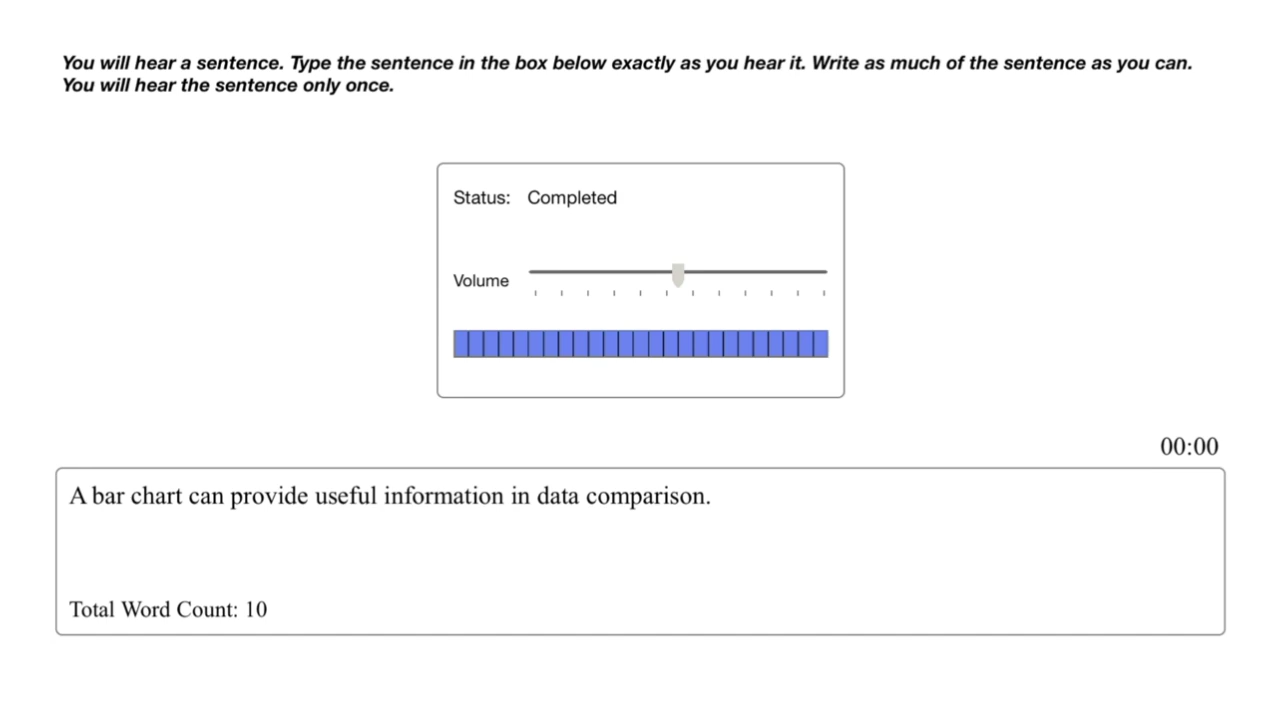 You will hear a sentence. Type the sentence in the box below exactly as you hear it. Write as much of the sentence as you can.
You will hear the sentence only once.
Status: Completed
Volume
00:00
A bar chart can provide useful information in data comparison.
Total Word Count: 10